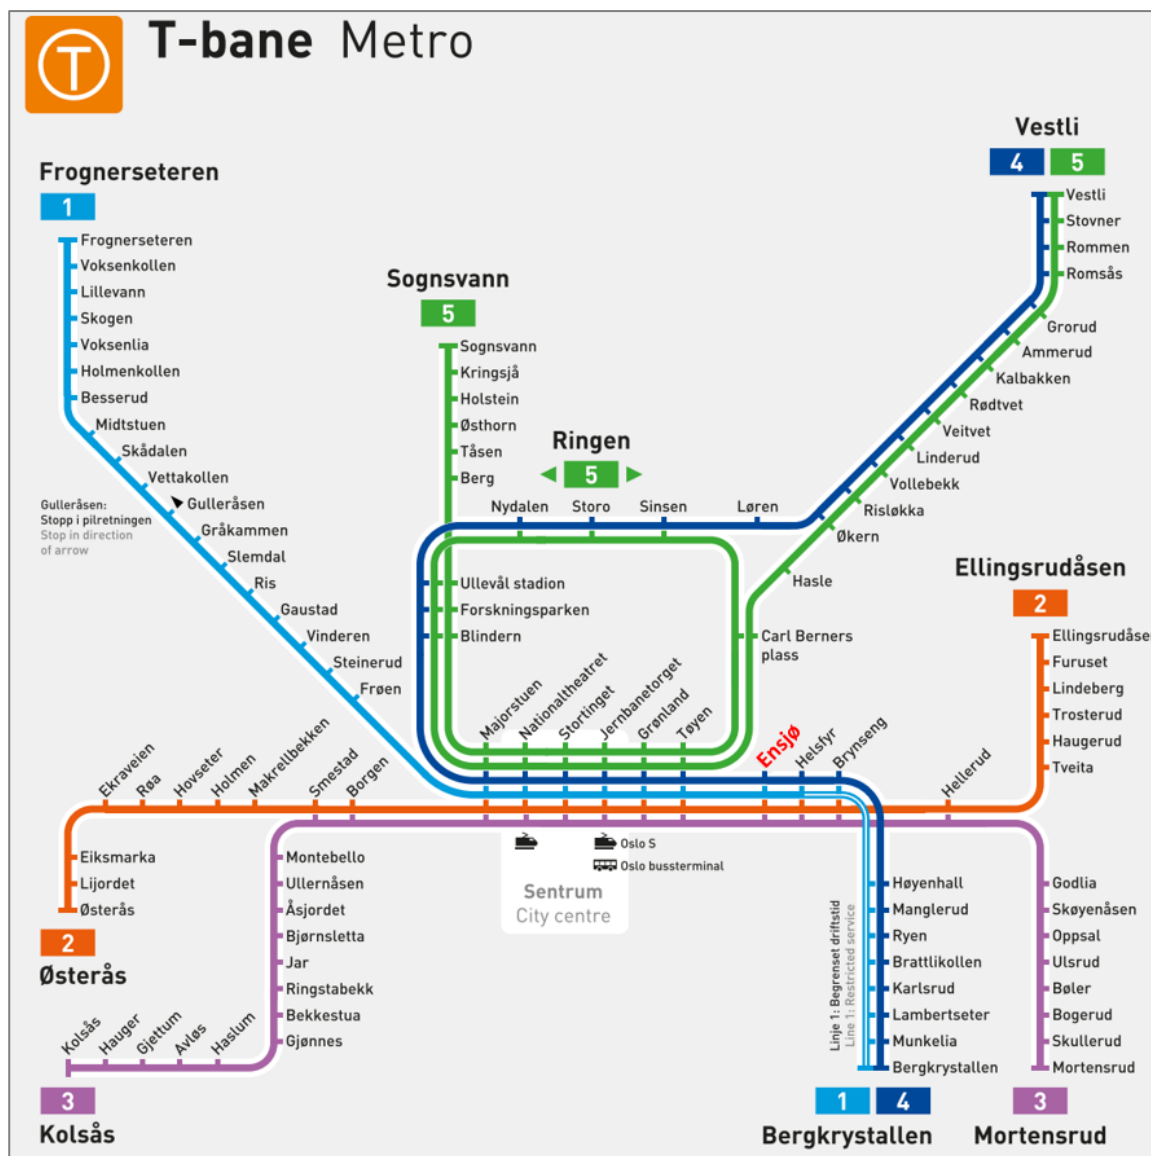 T
T-bane Metro
Vestli
4
5
Frognerseteren
1
Vestli
Stovner
Rommen
Romsås
Grorud
Ammerud
Kalbakken
Rødtvet
Veitvet
Linderud
Vollebekk
Risløkka
Økern
Hasle
Frognerseteren
Voksenkollen
Lillevann
Skogen
Voksenlia
Holmenkollen
Besserud
Midtstuen
Skådalen
Vettakollen
Gulleråsen
Gråkammen
Slemdal
Ris
Gaustad
Vinderen
Steinerud
Frøen
Gulleråsen:
Stopp i pilretningen
Stop in direction
of arrow
Sognsvann
5
Sognsvann
Kringsjå
Holstein
Østhorn
Tåsen
Berg
Ringen
5
Nydalen
Storo
Sinsen
Løren
Ullevål stadion
Forskningsparken
Blindern
Carl Berners
plass
Ellingsrudåsen
2
Ellingsrudåse
Furuset
Lindeberg
Trosterud
Haugerud
Tveita
Majorstuen
Nationaltheatret
Stortinget
Jernbanetorget
Grønland
Tøyen
Ensjø
Helsfyr
Brynseng
Hellerud
Ekraveien
Røa
Hovseter
Holmen
Makrellbekken
Smestad
Borgen
Oslo S
Oslo bussterminal
Sentrum
City centre
Eiksmarka
Lijordet
Østerås
2
Østerås
Montebello
Ullernåsen
Åsjordet
Bjørnsletta
Jar
Ringstabekk
Bekkestua
Gjønnes
Kolsås
Hauger
Gjettum
Avløs
Haslum
3
Kolsås
Linje 1: Begrenset driftstid
Line 1: Restricted service
Høyenhall
Manglerud
Ryen
Brattlikollen
Karlsrud
Lambertseter
Munkelia
Bergkrystallen
1
4
Bergkrystallen
Godlia
Skøyenåsen
Oppsal
Ulsrud
Bøler
Bogerud
Skullerud
Mortensrud
3
Mortensrud